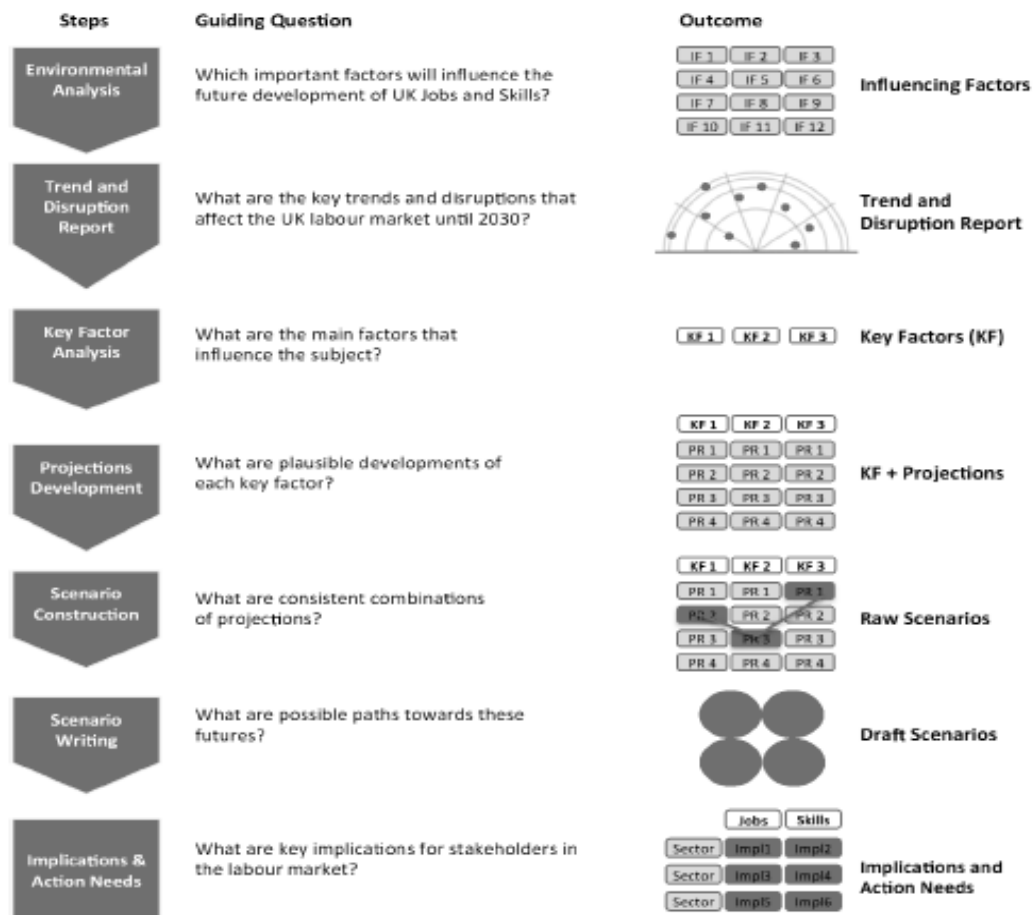 Steps
Guiding Question
Outcome
Environmental
Analysis
Which important factors will influence the
future development of UK Jobs and Skills?
IF 1 IF 2 IF 3
IF 4 IF 5 IF 6
IF 7 IF 8 IF 9
IF 10 IF 11 IF 12
Influencing Factors
Trend and
Disruption
Report
What are the key trends and disruptions that
affect the UK labour market until 2030?
Trend and
Disruption Report
Key Factor
Analysis
What are the main factors that
influence the subject?
KF 1 KF 2 KF 3
Key Factors (KF)
Projections
Development
What are plausible developments of
each key factor?
KF 1 KF 2 KF 3
PR 1 PR 1 PR 1
PR 2 PR 2 PR 2
PR 3 PR 3 PR 3
PR 4 PR 4 PR 4
KF + Projections
Scenario
Construction
What are consistent combinations
of projections?
KF 1 KF 2 KF 3
PR 1 PR 1 PR 1
PR 2 PR 2 PR 2
PR 3 PR 3 PR 3
PR 4 PR 4 PR 4
Raw Scenarios
Scenario
Writing
What are possible paths towards these
futures?
Draft Scenarios
Implications &
Action Needs
What are key implications for stakeholders in
the labour market?
Jobs Skills
Sector Impl1 Impl2
Sector Impl3 Impl4
Sector Impl5 Impl6
Implications and
Action Needs